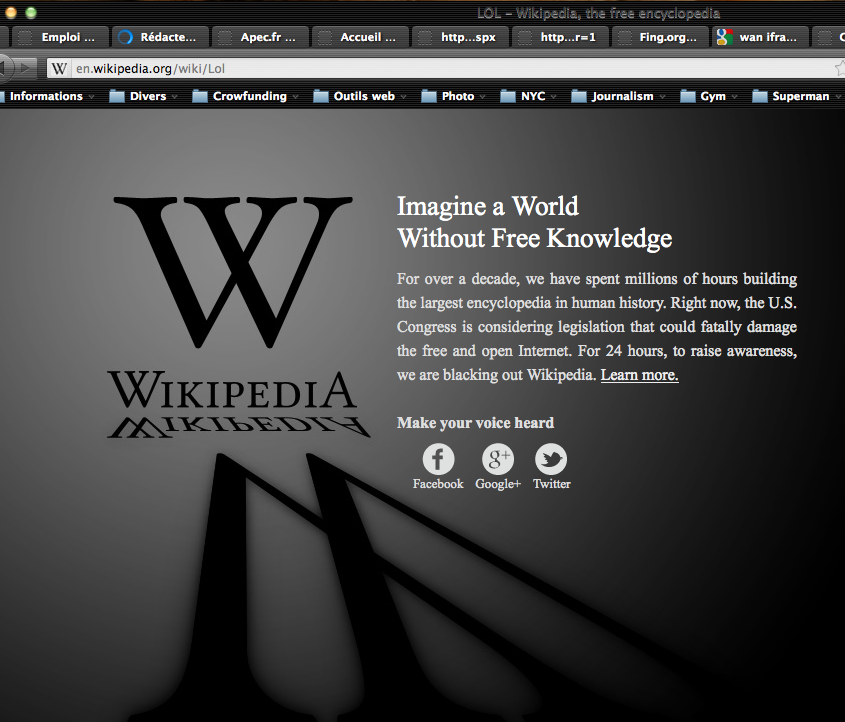 LOL – Wikipedia, the free encyclopedia
Emploi ... Rédacte... Apec.fr ... Accueil ... http...spx http...r=1 Fing.org... wan ifra...
W en.wikipedia.org/wiki/Lol
Informations Divers Crowfunding Outils web Photo NYC Journalism Gym Superman
W
WIKIPEDIA
Imagine a World
Without Free Knowledge
For over a decade, we have spent millions of hours building
the largest encyclopedia in human history. Right now, the U.S.
Congress is considering legislation that could fatally damage
the free and open Internet. For 24 hours, to raise awareness,
we are blacking out Wikipedia. Learn more.
Make your voice heard
Facebook Google+ Twitter